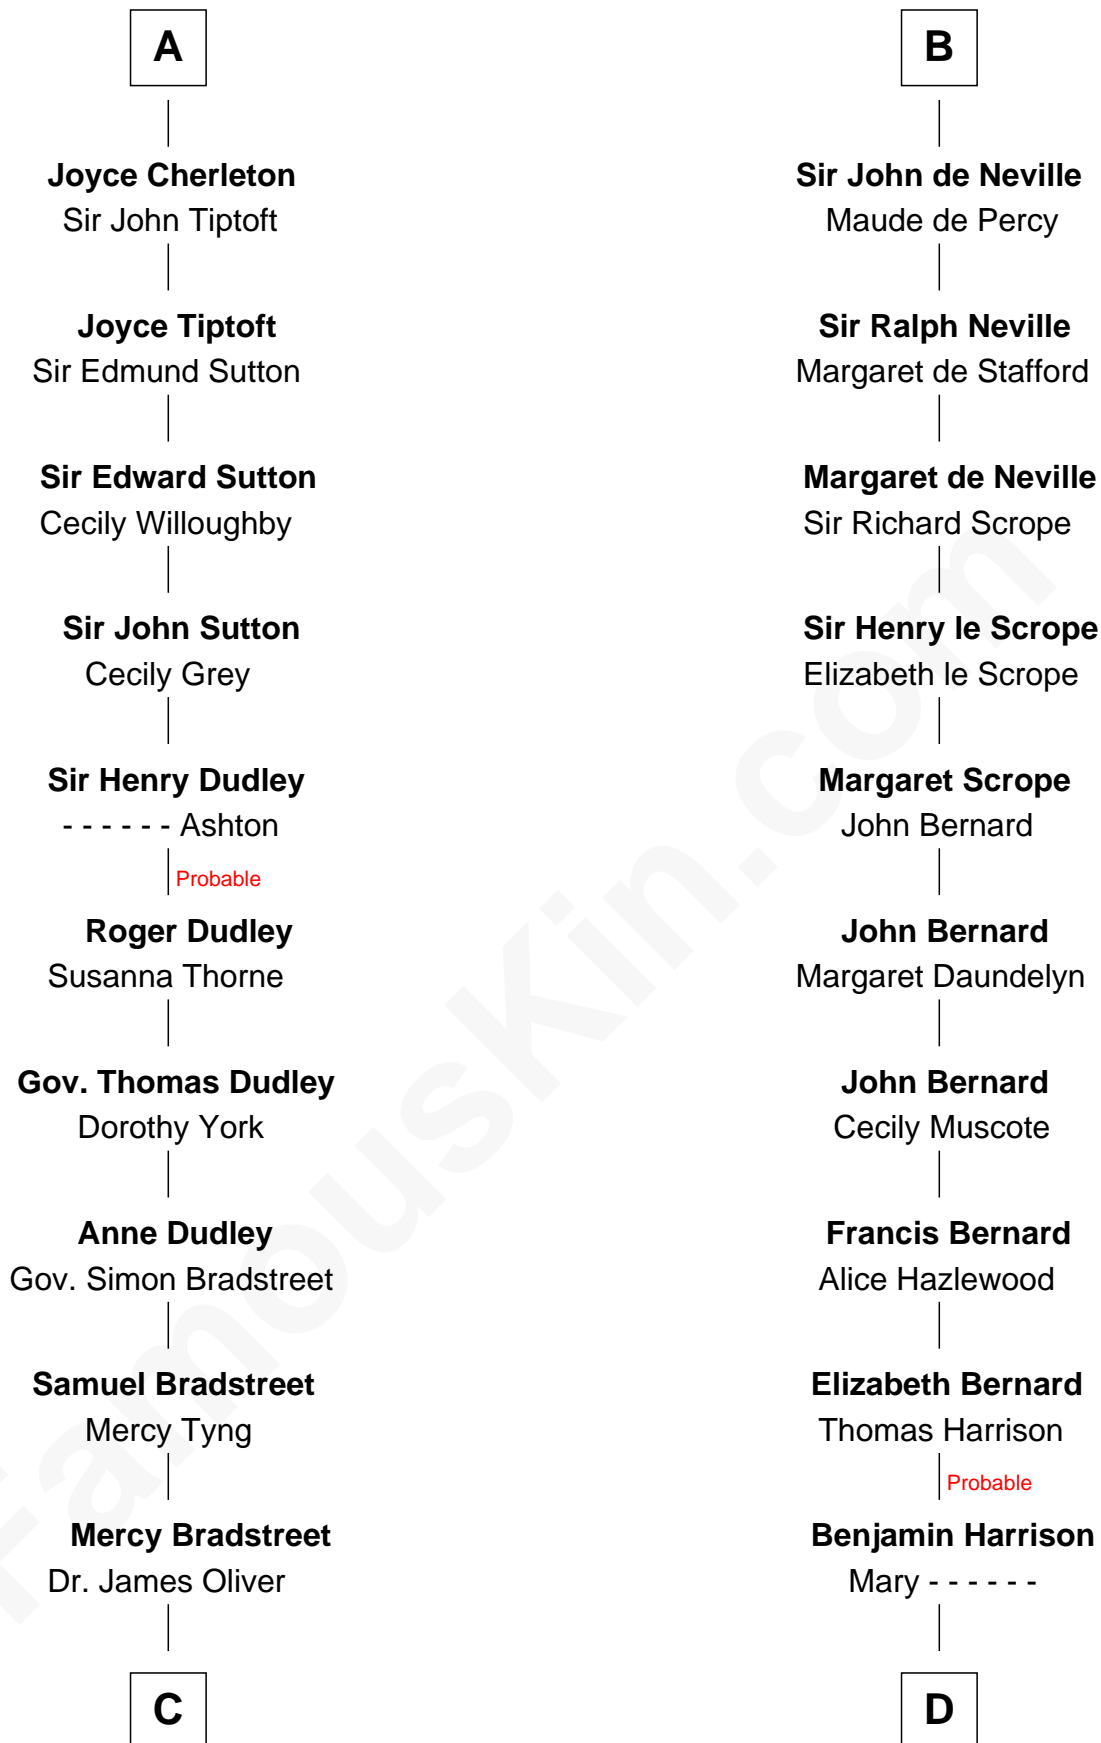 A
Joyce Cherleton
Sir John Tiptoft
Joyce Tiptoft
Sir Edmund Sutton
Sir Edward Sutton
Cecily Willoughby
Sir John Sutton
Cecily Grey
Sir Henry Dudley
- - - - - - Ashton
Probable
Roger Dudley
Susanna Thorne
Gov. Thomas Dudley
Dorothy York
Anne Dudley
Gov. Simon Bradstreet
Samuel Bradstreet
Mercy Tyng
Mercy Bradstreet
Dr. James Oliver
C
B
Sir John de Neville
Maude de Percy
Sir Ralph Neville
Margaret de Stafford
Margaret de Neville
Sir Richard Scrope
Sir Henry le Scrope
Elizabeth le Scrope
Margaret Scrope
John Bernard
John Bernard
Margaret Daundelyn
John Bernard
Cecily Muscote
Francis Bernard
Alice Hazlewood
Elizabeth Bernard
Thomas Harrison
Probable
Benjamin Harrison
Mary - - - - - -
D
FamousKin.com